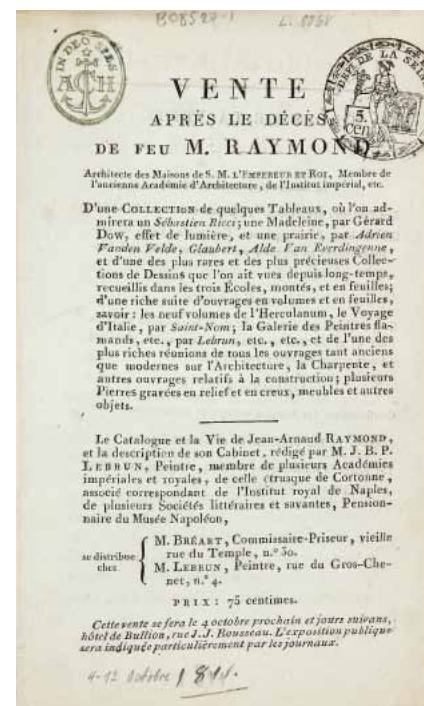 BOB527-1
IN DEO SPES
ACH
DEP. DE LA SEINE
5.
cen
VENTE
APRÈS LE DÉCÈS
DE FEU M. RAYMOND,
Architecte des Maisons de S. M. L'EMPEREUR ET ROI, Membre de
l'ancienne Académie d'Architecture, de l'Institut impérial, etc.
D'une COLLECTION de quelques Tableaux, où l'on ad-
mirera un Sébastien Ricci; une Madeleine, par Gérard
Dow, effet de lumière, et une prairie, par Adrien
Vanden Velde, Glaubert, Alda Van Everdingenne,
et d'une des plus rares et des plus précieuses Collec-
tions de Dessins que l'on ait vues depuis long-temps,
recueillis dans les trois Écoles, montés, et en feuilles;
d'une riche suite d'ouvrages en volumes et en feuilles,
savoir : les neuf volumes de l'Herculanum, le Voyage
d'Italie, par Saint-Nom; la Galerie des Peintres fla-
mands, etc., par Lebrun, etc., etc., et de l'une des
plus riches réunions de tous les ouvrages tant anciens
que modernes sur l'Architecture, la Charpente, et
autres ouvrages relatifs à la construction; plusieurs
Pierres gravées en relief et en creux, meubles et autres
objets.
Le Catalogue et la Vie de Jean-Arnaud RAYMOND,
et la description de son Cabinet, rédigé par M. J. B. P.
LEBRUN, Peintre, membre de plusieurs Académies
impériales et royales, de celle étrusque de Cortonne,
associé correspondant de l'Institut royal de Naples,
de plusieurs Sociétés littéraires et savantes, Pension-
naire du Musée Napoléon,
se distribue
chez
M. BRÉART, Commissaire-Priseur, vieille
rue du Temple, n.º 30.
M. LEBRUN, Peintre, rue du Gros-Che-
net, n.º 4.
PRIX : 75 centimes.
Cette vente se fera le 4 octobre prochain et jours suivans,
hôtel de Bullion, rue J.J. Rousseau. L'exposition publique
sera indiquée particulièrement par les journaux.
4-12 octobre 1811.